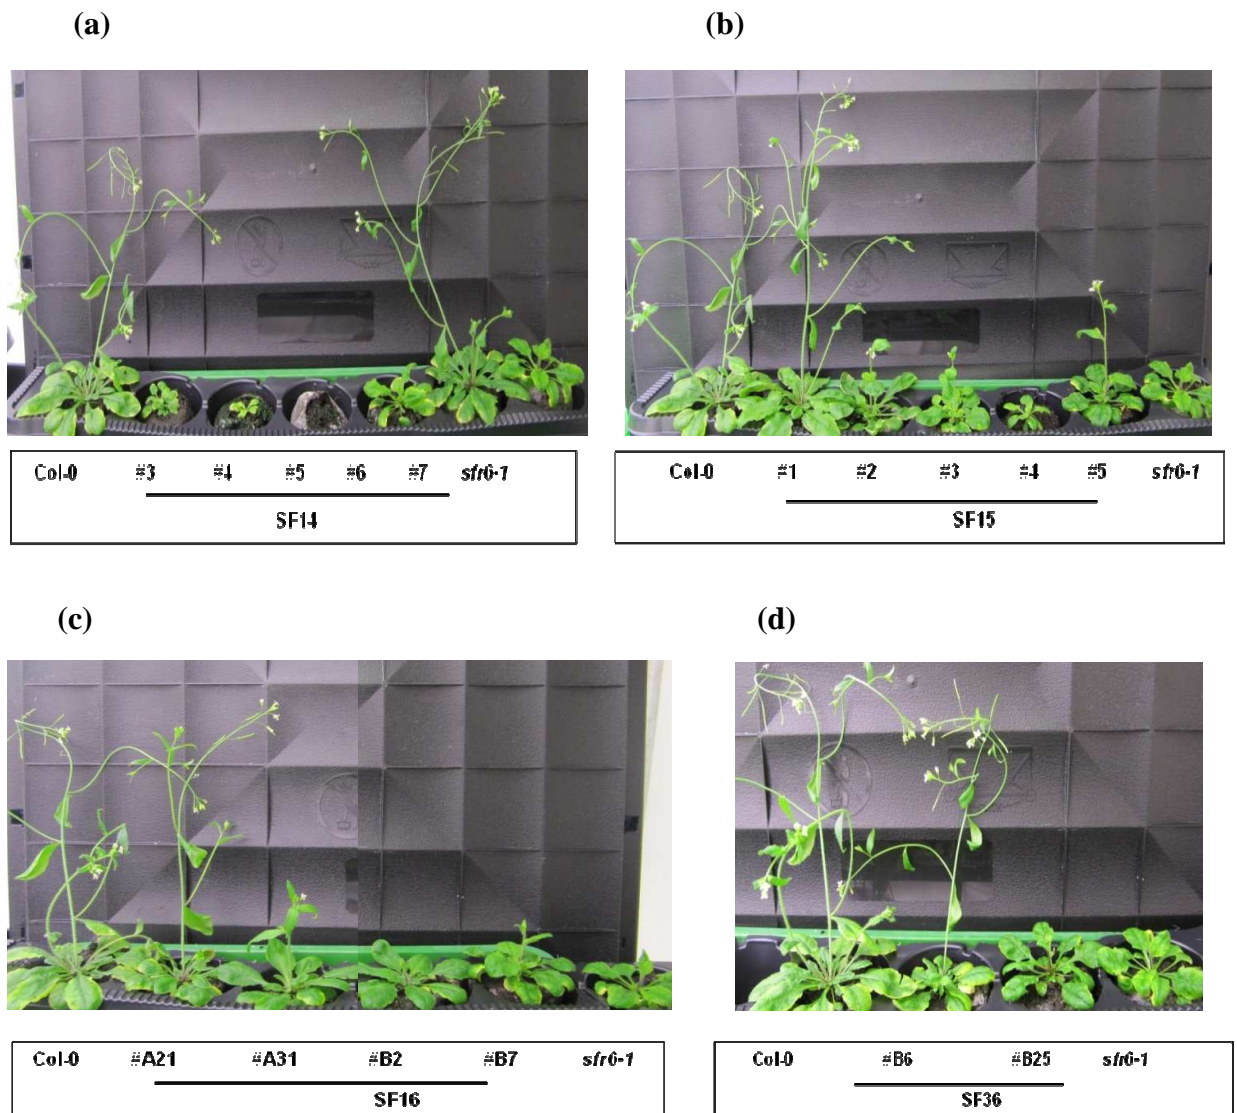 (a)
(b)
Col-0 #3 #4 #5 #6 #7 sfr6-1
SF14
Col-0 #1 #2 #3 #4 #5 sfr6-1
SF15
(c)
(d)
Col-0 #A21 #A31 #B2 #B7 sfr6-1
SF16
Col-0 #B6 #B25 sfr6-1
SF36